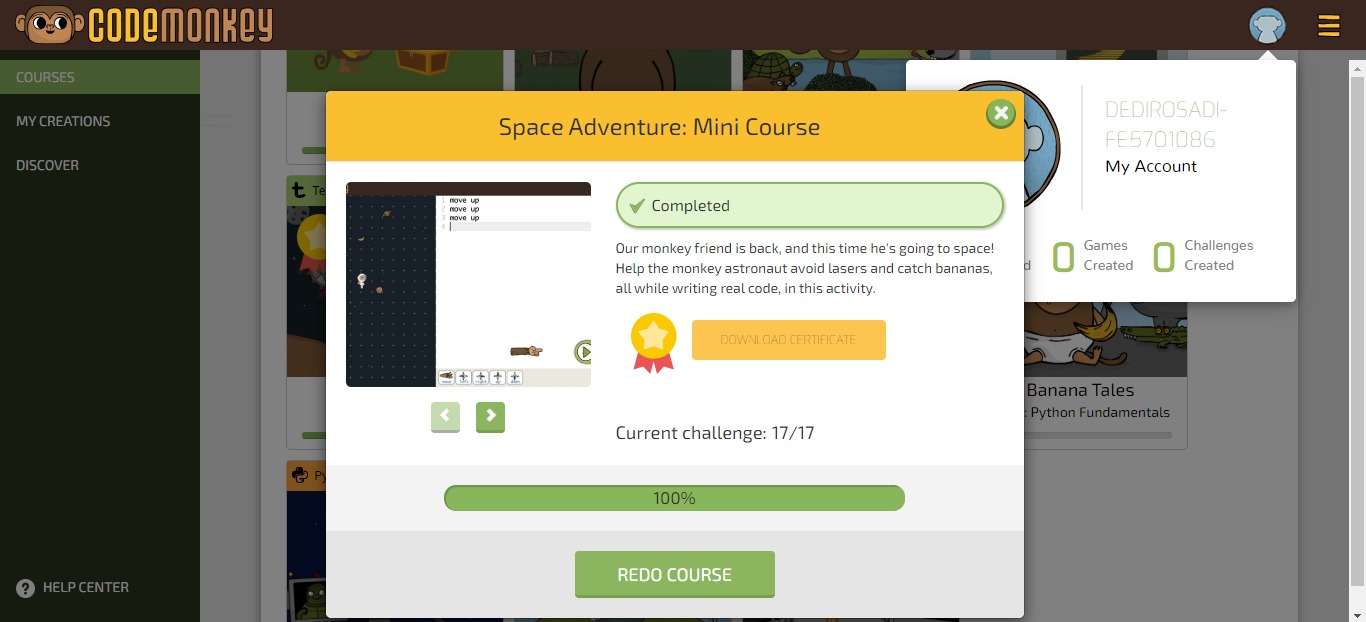 CODEMONKEY
COURSES
MY CREATIONS
DISCOVER
HELP CENTER
Te
Py
Space Adventure: Mini Course
1 move up
2 move up
3 move up
4
Completed
Our monkey friend is back, and this time he's going to space!
Help the monkey astronaut avoid lasers and catch bananas,
all while writing real code, in this activity.
DOWNLOAD CERTIFICATE
Current challenge: 17/17
100%
REDO COURSE
DEDIROSADI-
FE5701086
My Account
d
0 Games
Created
0 Challenges
Created
Banana Tales
: Python Fundamentals